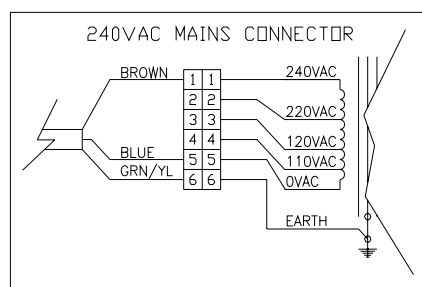 240VAC MAINS CONNECTOR
BROWN 1 1 240VAC
2 2 220VAC
3 3 120VAC
4 4 110VAC
BLUE 5 5 0VAC
GRN/YL 6 6
EARTH